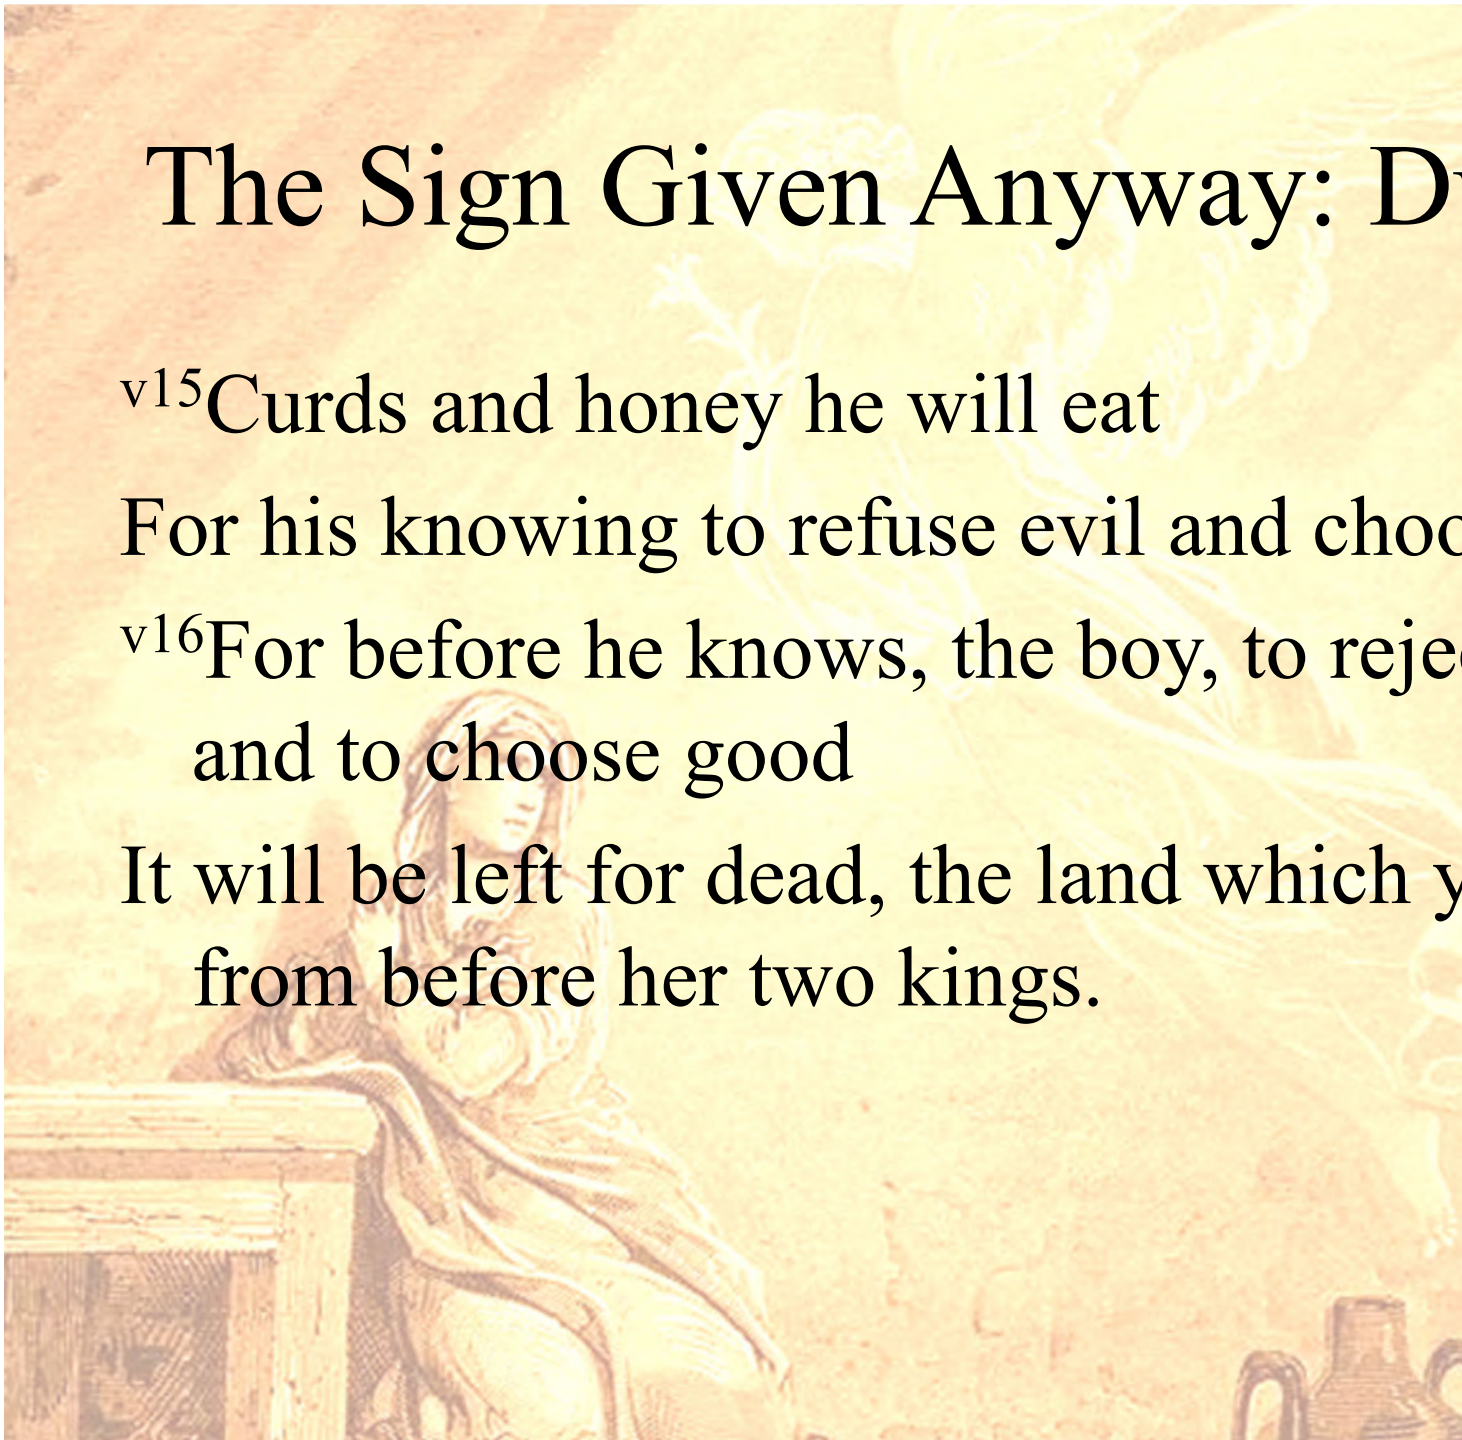 The Sign Given Anyway:
v15Curds and honey he will eat
For his knowing to refuse evil and
v16For before he knows, the boy, to
and to choose good
It will be left for dead, the land which
from before her two kings.